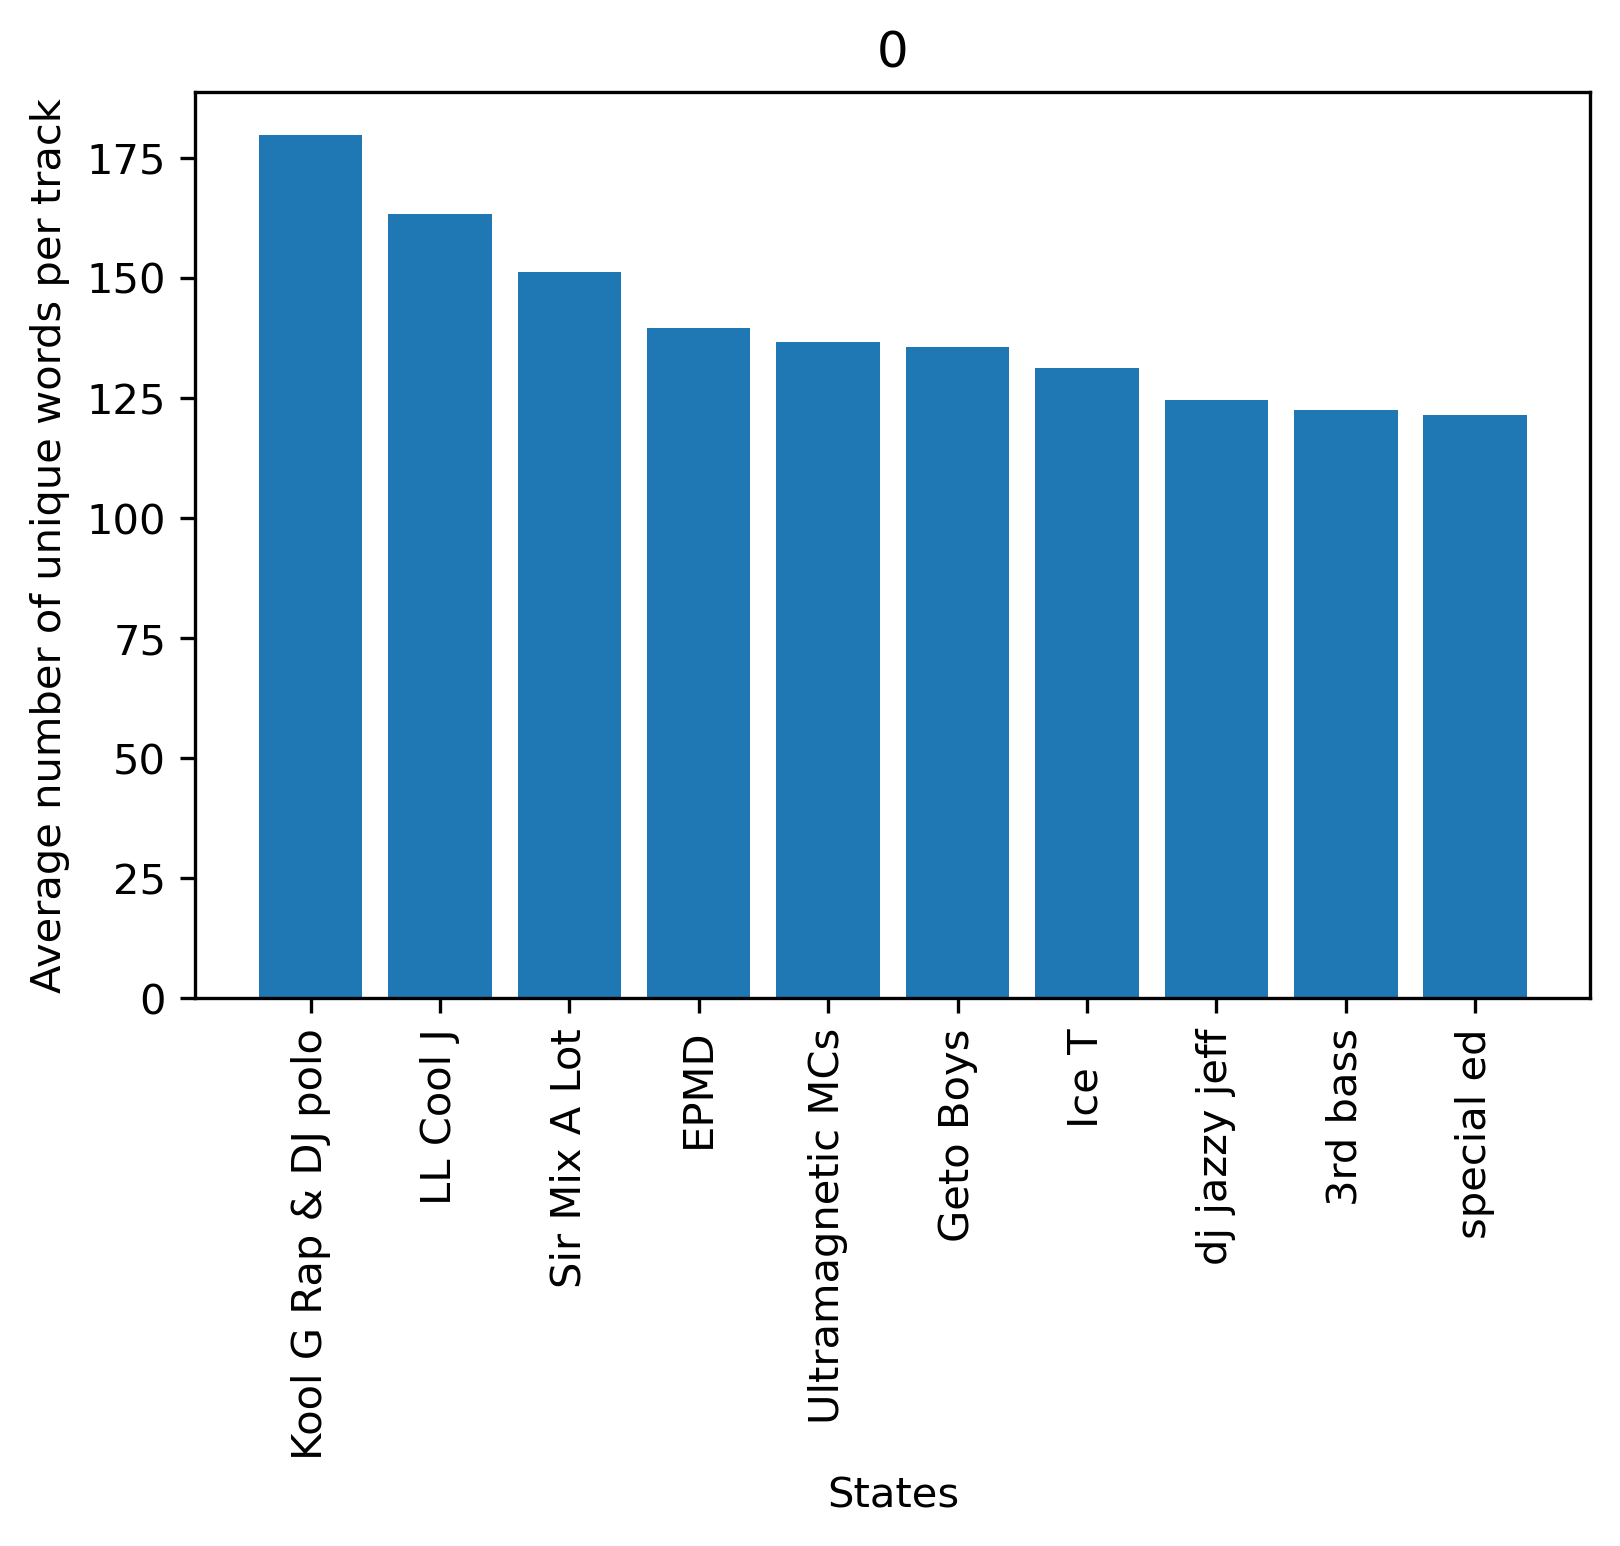 0
Average number of unique words per track
175
150
125
100
75
50
25
0
Kool G Rap & DJ polo
LL Cool J
Sir Mix A Lot
EPMD
Ultramagnetic MCs
Geto Boys
Ice T
dj jazzy jeff
3rd bass
special ed
States